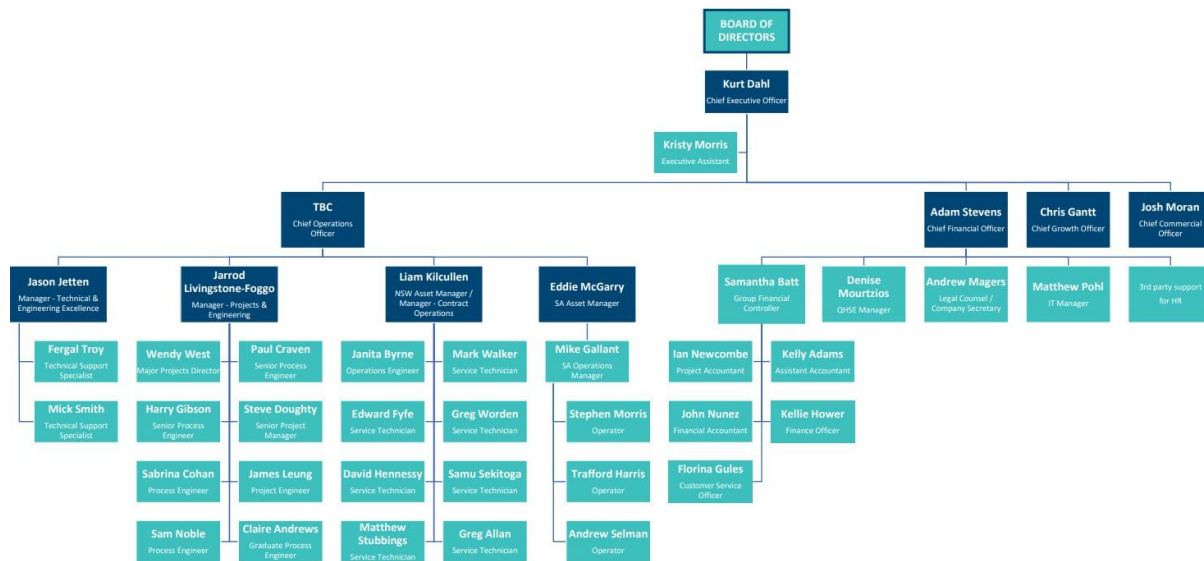 BOARD OF
DIRECTORS
Kurt Dahl
Chief Executive Officer
Kristy Morris
Executive Assistant
TBC
Chief Operations
Officer
Adam Stevens
Chief Financial Officer
Chris Gantt
Chief Growth Officer
Josh Moran
Chief Commercial
Officer
Jason Jetten
Manager - Technical &
Engineering Excellence
Jarrod
Livingstone-Foggo
Manager - Projects &
Engineering
Liam Kilcullen
NSW Asset Manager /
Manager - Contract
Operations
Eddie McGarry
SA Asset Manager
Samantha Batt
Group Financial
Controller
Denise
Mourtzios
QHSE Manager
Andrew Magers
Legal Counsel /
Company Secretary
Matthew Pohl
IT Manager
3rd party support
for HR
Fergal Troy
Technical Support
Specialist
Mick Smith
Technical Support
Specialist
Wendy West
Major Projects Director
Paul Craven
Senior Process
Engineer
Harry Gibson
Senior Process
Engineer
Steve Doughty
Senior Project
Manager
Sabrina Cohan
Process Engineer
James Leung
Project Engineer
Sam Noble
Process Engineer
Claire Andrews
Graduate Process
Engineer
Janita Byrne
Operations Engineer
Mark Walker
Service Technician
Edward Fyfe
Service Technician
Greg Worden
Service Technician
David Hennessy
Service Technician
Samu Sekitoga
Service Technician
Matthew
Stubbings
Service Technician
Greg Allan
Service Technician
Mike Gallant
SA Operations
Manager
Stephen Morris
Operator
Trafford Harris
Operator
Andrew Selman
Operator
Ian Newcombe
Project Accountant
Kelly Adams
Assistant Accountant
John Nunez
Financial Accountant
Kellie Hower
Finance Officer
Florina Gules
Customer Service
Officer